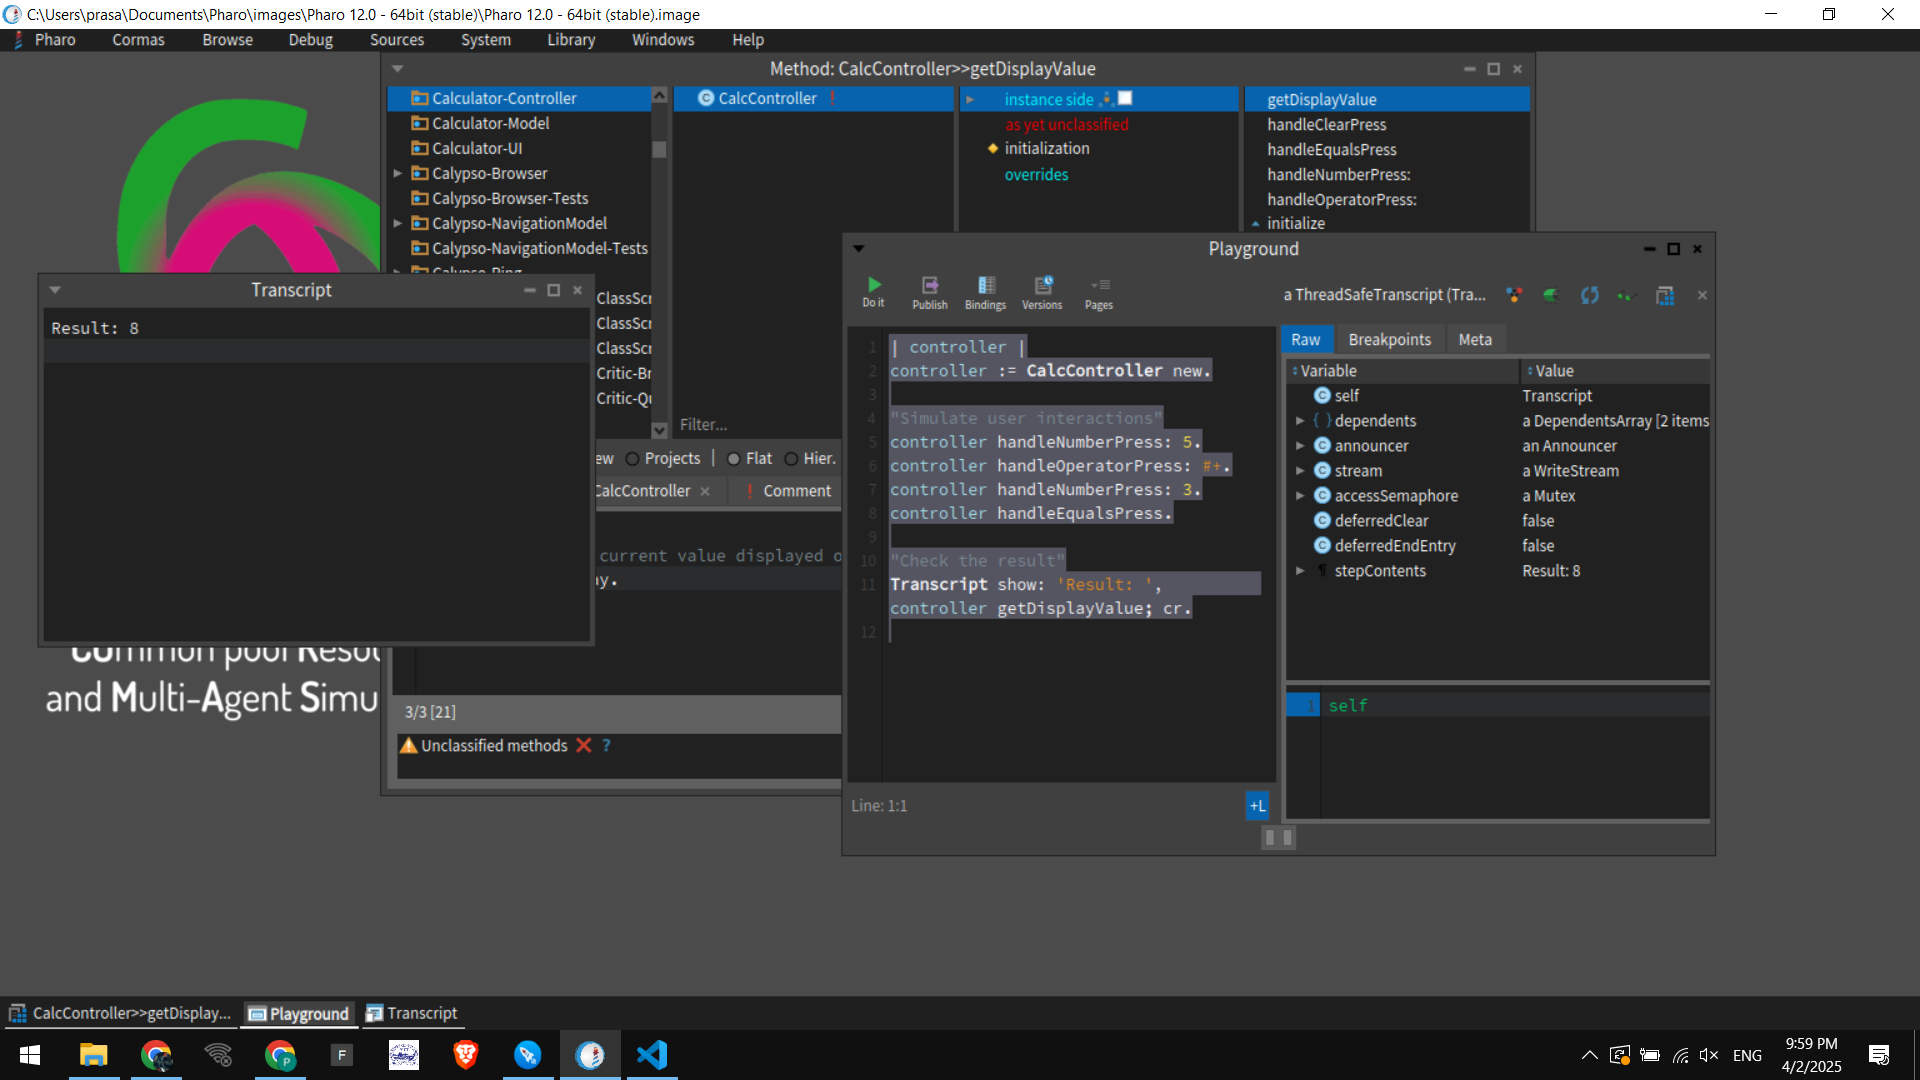 C:\Users\prasa\Documents\Pharo\images\Pharo 12.0 - 64bit (stable)\Pharo 12.0 - 64bit (stable).image
Pharo Cormas Browse Debug Sources System Library Windows Help
Method: CalcController>>getDisplayValue
Calculator-Controller
Calculator-Model
Calculator-UI
Calypso-Browser
Calypso-Browser-Tests
Calypso-NavigationModel
Calypso-NavigationModel-Tests
ClassScr
ClassScr
ClassScr
Critic-Br
Critic-Qu
CalcController
Filter...
instance side
as yet unclassified
initialization
overrides
getDisplayValue
handleClearPress
handleEqualsPress
handleNumberPress:
handleOperatorPress:
initialize
ew Projects | Flat Hier.
CalcController × Comment
current value displayed o
y.
3/3 [21]
Unclassified methods ?
Transcript
Result: 8
and Multi-Agent Simu
Playground
Do it Publish Bindings Versions Pages
1 | controller |
2 controller := CalcController new.
3
4 "Simulate user interactions"
5 controller handleNumberPress: 5.
6 controller handleOperatorPress: #+.
7 controller handleNumberPress: 3.
8 controller handleEqualsPress.
9
10 "Check the result"
11 Transcript show: 'Result: ',
controller getDisplayValue; cr.
12
Line: 1:1 +L
a ThreadSafeTranscript (Tra...
Raw Breakpoints Meta
Variable Value
self Transcript
dependents a DependentsArray [2 items
announcer an Announcer
stream a WriteStream
accessSemaphore a Mutex
deferredClear false
deferredEndEntry false
stepContents Result: 8
1 self
CalcController>>getDisplay... Playground Transcript
F
P
ENG
9:59 PM
4/2/2025